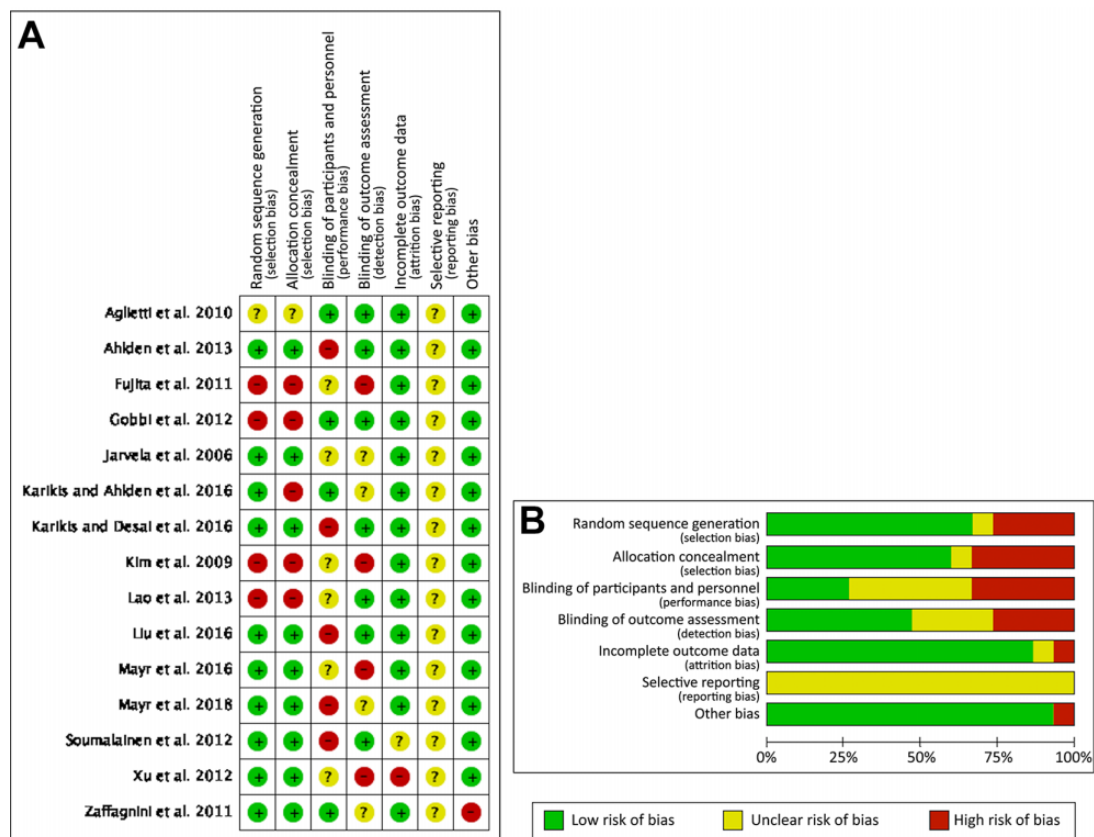 A
Random sequence generation
(selection bias)
Allocation concealment
(selection bias)
Blinding of participants and personnel
(performance bias)
Blinding of outcome assessment
(detection bias)
Incomplete outcome data
(attrition bias)
Selective reporting
(reporting bias)
Other bias
Aglietti et al. 2010 ? ? + + + ? +
Ahlden et al. 2013 + + - + + ? +
Fujita et al. 2011 - - ? - + ? +
Gobbi et al. 2012 - - + + + ? +
Jarvela et al. 2006 + + ? ? + ? +
Karikis and Ahlden et al. 2016 + - + ? + ? +
Karikis and Desai et al. 2016 + + - + + ? +
Kim et al. 2009 - - ? - + ? +
Lao et al. 2013 - - ? + + ? +
Liu et al. 2016 + + - + + ? +
Mayr et al. 2016 + + ? - + ? +
Mayr et al. 2018 + + - ? + ? +
Soumalainen et al. 2012 + + - + ? ? +
Xu et al. 2012 + + ? - - ? +
Zaffagnini et al. 2011 + + + ? + ? -
B
Random sequence generation
(selection bias)
Allocation concealment
(selection bias)
Blinding of participants and personnel
(performance bias)
Blinding of outcome assessment
(detection bias)
Incomplete outcome data
(attrition bias)
Selective reporting
(reporting bias)
Other bias
0% 25% 50% 75% 100%
Low risk of bias Unclear risk of bias High risk of bias